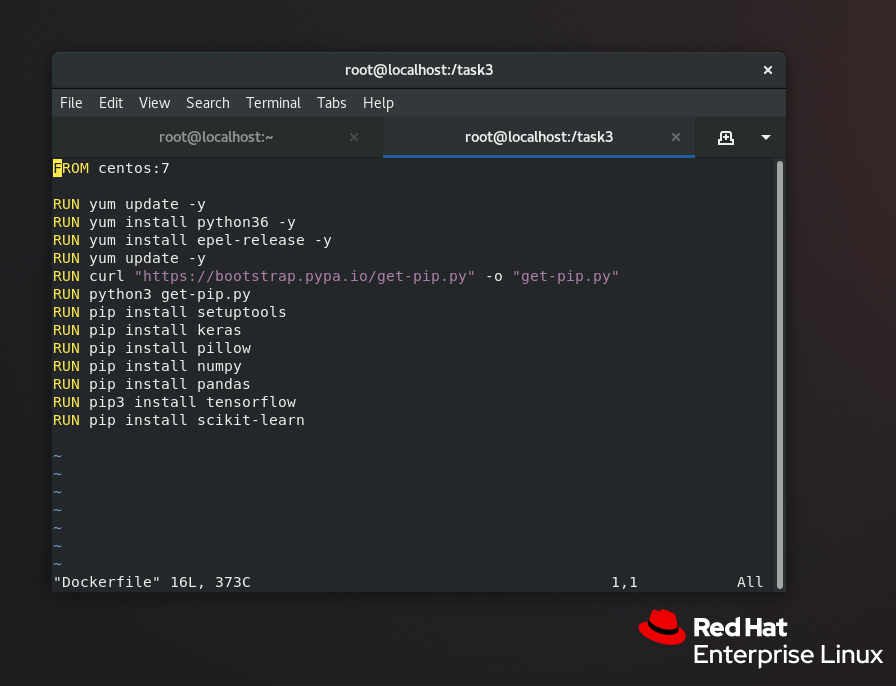 root@localhost:/task3
File Edit View Search Terminal Tabs Help
root@localhost:~ root@localhost:/task3
FROM centos:7
RUN yum update -y
RUN yum install python36 -y
RUN yum install epel-release -y
RUN yum update -y
RUN curl "https://bootstrap.pypa.io/get-pip.py" -o "get-pip.py"
RUN python3 get-pip.py
RUN pip install setuptools
RUN pip install keras
RUN pip install pillow
RUN pip install numpy
RUN pip install pandas
RUN pip3 install tensorflow
RUN pip install scikit-learn
~
~
~
~
~
~
~
"Dockerfile" 16L, 373C 1,1 All
Red Hat
Enterprise Linux